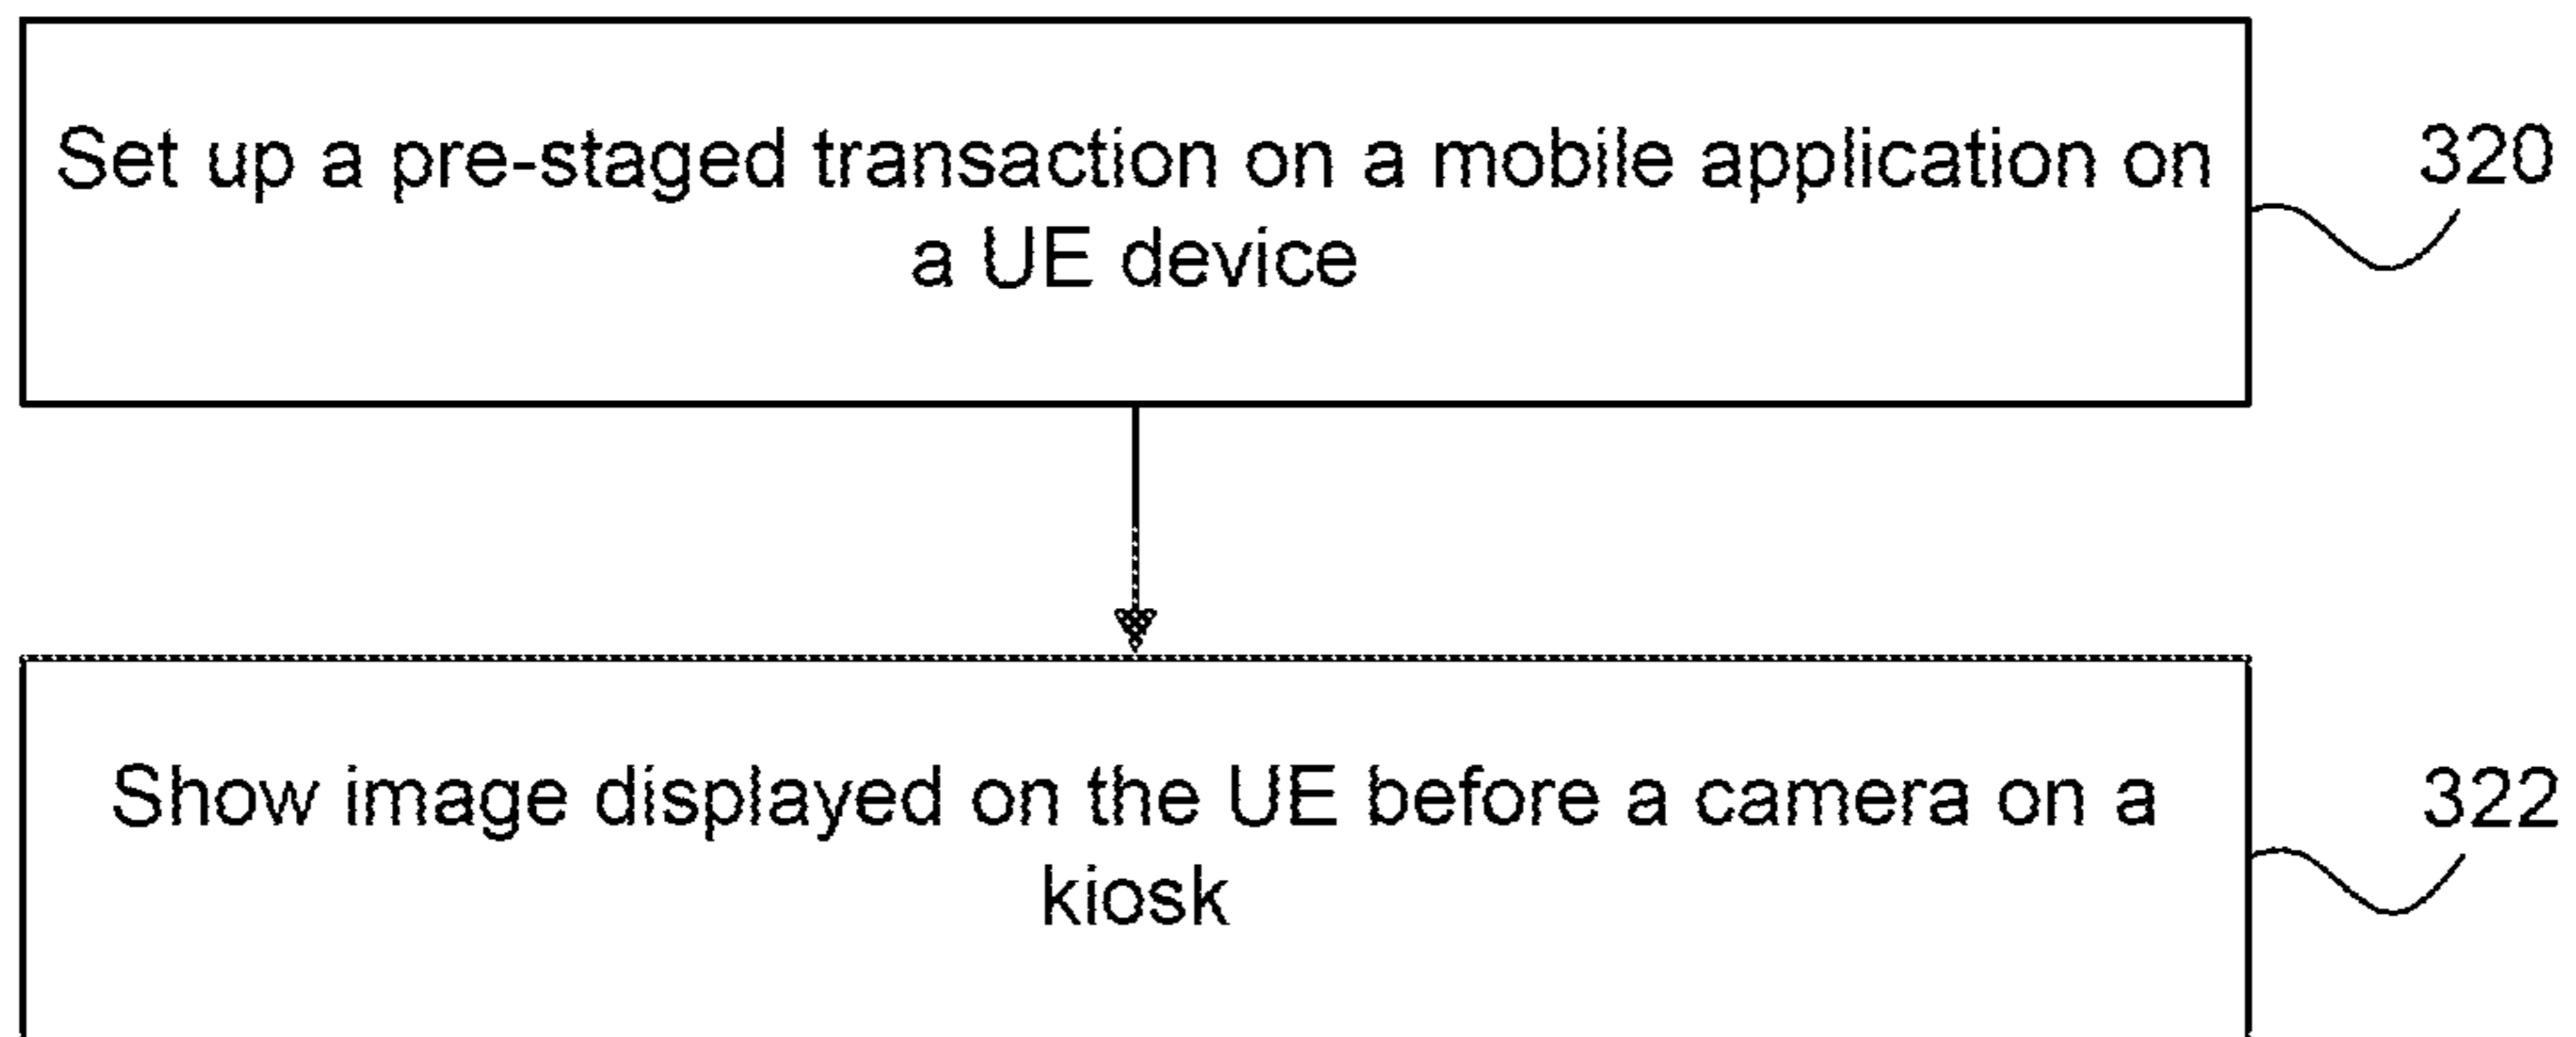 Set up a pre-staged transaction on a mobile application on
a UE device
320
Show image displayed on the UE before a camera on a
kiosk
322